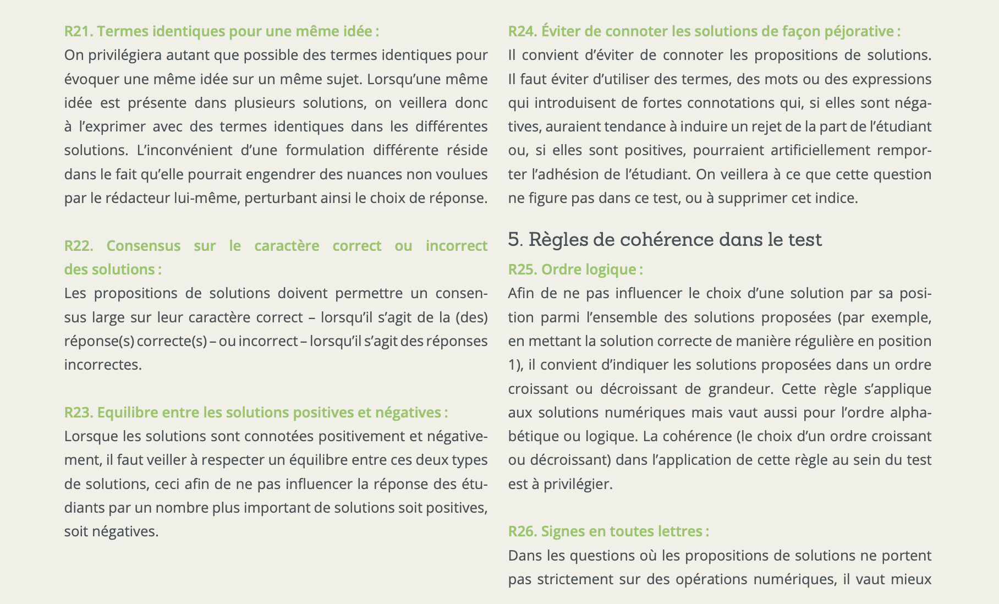 R21. Termes identiques pour une même idée :
On privilégiera autant que possible des termes identiques pour
évoquer une même idée sur un même sujet. Lorsqu’une même
idée est présente dans plusieurs solutions, on veillera donc
à l’exprimer avec des termes identiques dans les différentes
solutions. L’inconvénient d’une formulation différente réside
dans le fait qu’elle pourrait engendrer des nuances non voulues
par le rédacteur lui-même, perturbant ainsi le choix de réponse.
R22. Consensus sur le caractère correct ou incorrect
des solutions :
Les propositions de solutions doivent permettre un consen-
sus large sur leur caractère correct – lorsqu’il s’agit de la (des)
réponse(s) correcte(s) – ou incorrect – lorsqu’il s’agit des réponses
incorrectes.
R23. Equilibre entre les solutions positives et négatives :
Lorsque les solutions sont connotées positivement et négative-
ment, il faut veiller à respecter un équilibre entre ces deux types
de solutions, ceci afin de ne pas influencer la réponse des étu-
diants par un nombre plus important de solutions soit positives,
soit négatives.
R24. Éviter de connoter les solutions de façon péjorative :
Il convient d’éviter de connoter les propositions de solutions.
Il faut éviter d’utiliser des termes, des mots ou des expressions
qui introduisent de fortes connotations qui, si elles sont néga-
tives, auraient tendance à induire un rejet de la part de l’étudiant
ou, si elles sont positives, pourraient artificiellement rempor-
ter l’adhésion de l’étudiant. On veillera à ce que cette question
ne figure pas dans ce test, ou à supprimer cet indice.
5. Règles de cohérence dans le test
R25. Ordre logique :
Afin de ne pas influencer le choix d’une solution par sa posi-
tion parmi l’ensemble des solutions proposées (par exemple,
en mettant la solution correcte de manière régulière en position
1), il convient d’indiquer les solutions proposées dans un ordre
croissant ou décroissant de grandeur. Cette règle s’applique
aux solutions numériques mais vaut aussi pour l’ordre alpha-
bétique ou logique. La cohérence (le choix d’un ordre croissant
ou décroissant) dans l’application de cette règle au sein du test
est à privilégier.
R26. Signes en toutes lettres :
Dans les questions où les propositions de solutions ne portent
pas strictement sur des opérations numériques, il vaut mieux